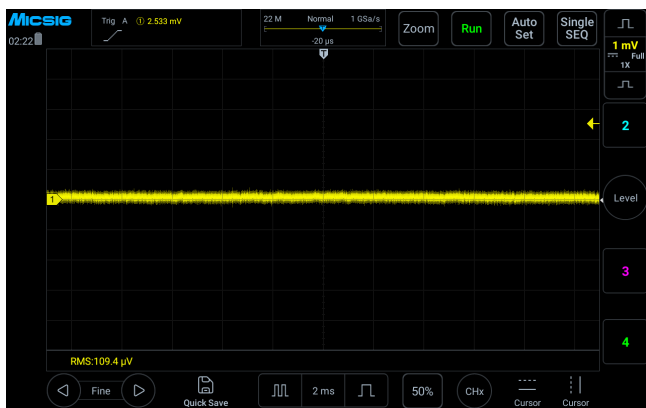 Micsig
02:22
Trig A ① 2.533 mV
22 M Normal 1 GSa/s
-20 µs
T
Zoom
Run
Auto
Set
Single
SEQ
1 mV
Full
1X
2
1
Level
3
4
RMS:109.4 µV
Fine
Quick Save
2 ms
50%
CHx
Cursor
Cursor